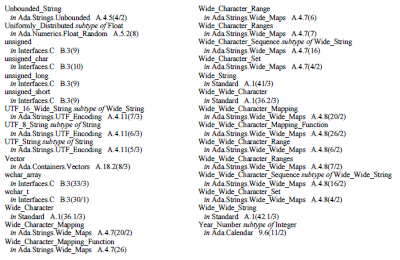 Unbounded_String
in Ada.Strings.Unbounded A.4.5(4/2)
Uniformly_Distributed subtype of Float
in Ada.Numerics.Float_Random A.5.2(8)
unsigned
in Interfaces.C B.3(9)
unsigned_char
in Interfaces.C B.3(10)
unsigned_long
in Interfaces.C B.3(9)
unsigned_short
in Interfaces.C B.3(9)
UTF_16_Wide_String subtype of Wide_String
in Ada.Strings.UTF_Encoding A.4.11(7/3)
UTF_8_String subtype of String
in Ada.Strings.UTF_Encoding A.4.11(6/3)
UTF_String subtype of String
in Ada.Strings.UTF_Encoding A.4.11(5/3)
Vector
in Ada.Containers.Vectors A.18.2(8/3)
wchar_array
in Interfaces.C B.3(33/3)
wchar_t
in Interfaces.C B.3(30/1)
Wide_Character
in Standard A.1(36.1/3)
Wide_Character_Mapping
in Ada.Strings.Wide_Maps A.4.7(20/2)
Wide_Character_Mapping_Function
in Ada.Strings.Wide_Maps A.4.7(26)
Wide_Character_Range
in Ada.Strings.Wide_Maps A.4.7(6)
Wide_Character_Ranges
in Ada.Strings.Wide_Maps A.4.7(7)
Wide_Character_Sequence subtype of Wide_String
in Ada.Strings.Wide_Maps A.4.7(16)
Wide_Character_Set
in Ada.Strings.Wide_Maps A.4.7(4/2)
Wide_String
in Standard A.1(41/3)
Wide_Wide_Character
in Standard A.1(36.2/3)
Wide_Wide_Character_Mapping
in Ada.Strings.Wide_Wide_Maps A.4.8(20/2)
Wide_Wide_Character_Mapping_Function
in Ada.Strings.Wide_Wide_Maps A.4.8(26/2)
Wide_Wide_Character_Range
in Ada.Strings.Wide_Wide_Maps A.4.8(6/2)
Wide_Wide_Character_Ranges
in Ada.Strings.Wide_Wide_Maps A.4.8(7/2)
Wide_Wide_Character_Sequence subtype of Wide_Wide_String
in Ada.Strings.Wide_Wide_Maps A.4.8(16/2)
Wide_Wide_Character_Set
in Ada.Strings.Wide_Wide_Maps A.4.8(4/2)
Wide_Wide_String
in Standard A.1(42.1/3)
Year_Number subtype of Integer
in Ada.Calendar 9.6(11/2)